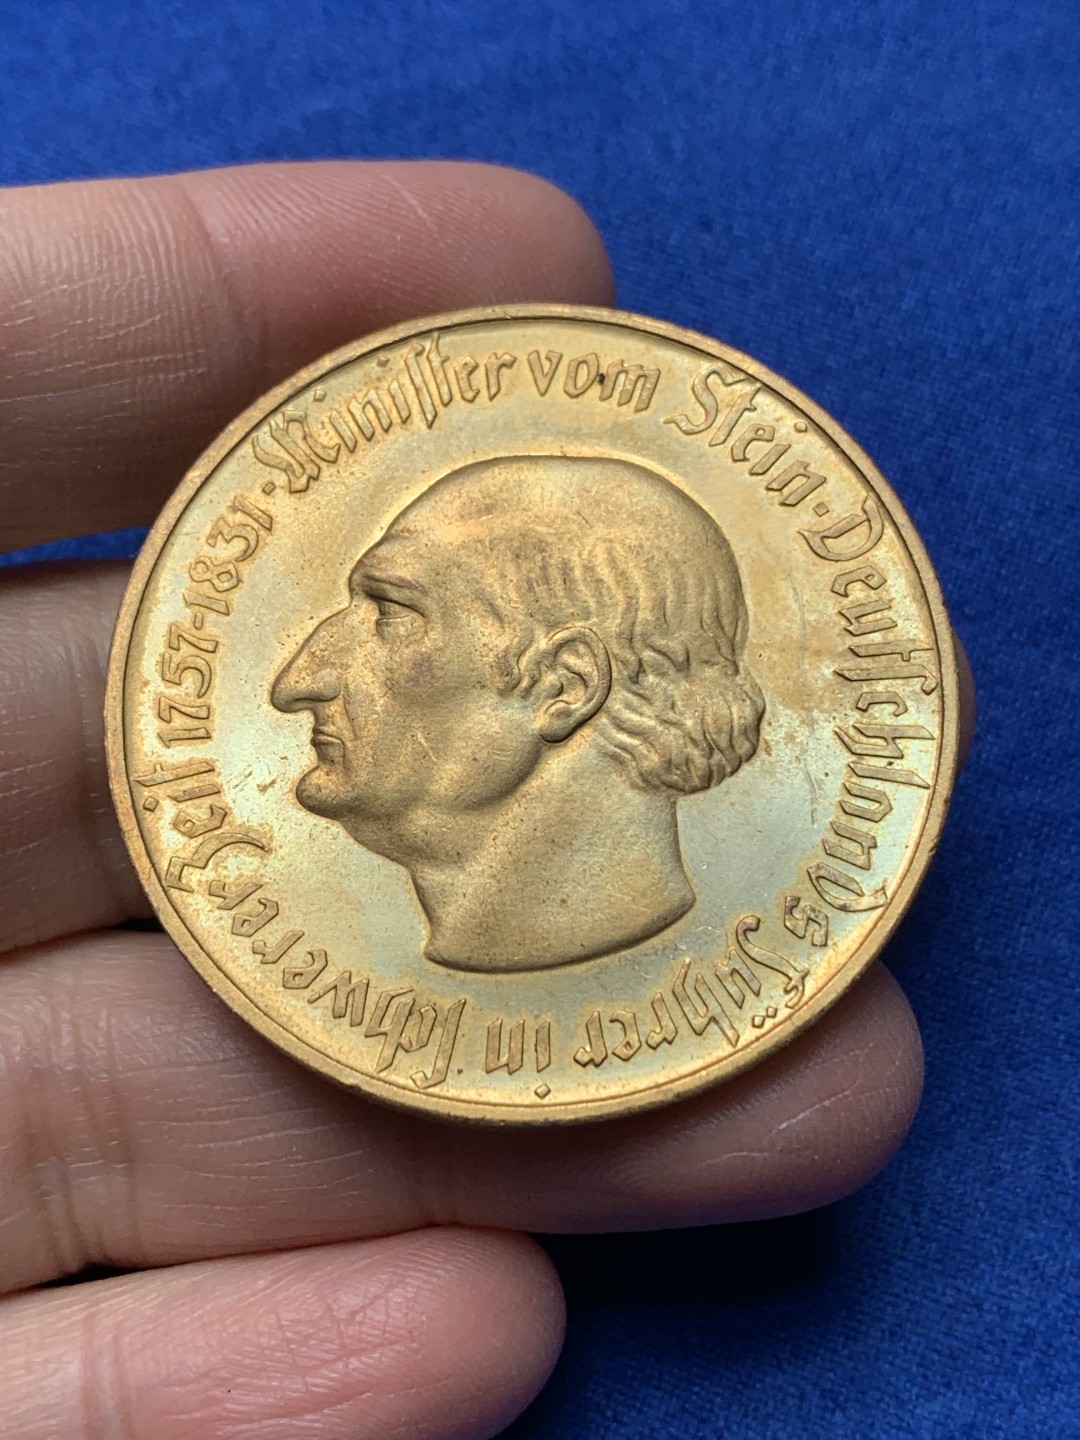 Minister vom Stein · Deutschlands Führer in schwerer Zeit 1757-1831 ·